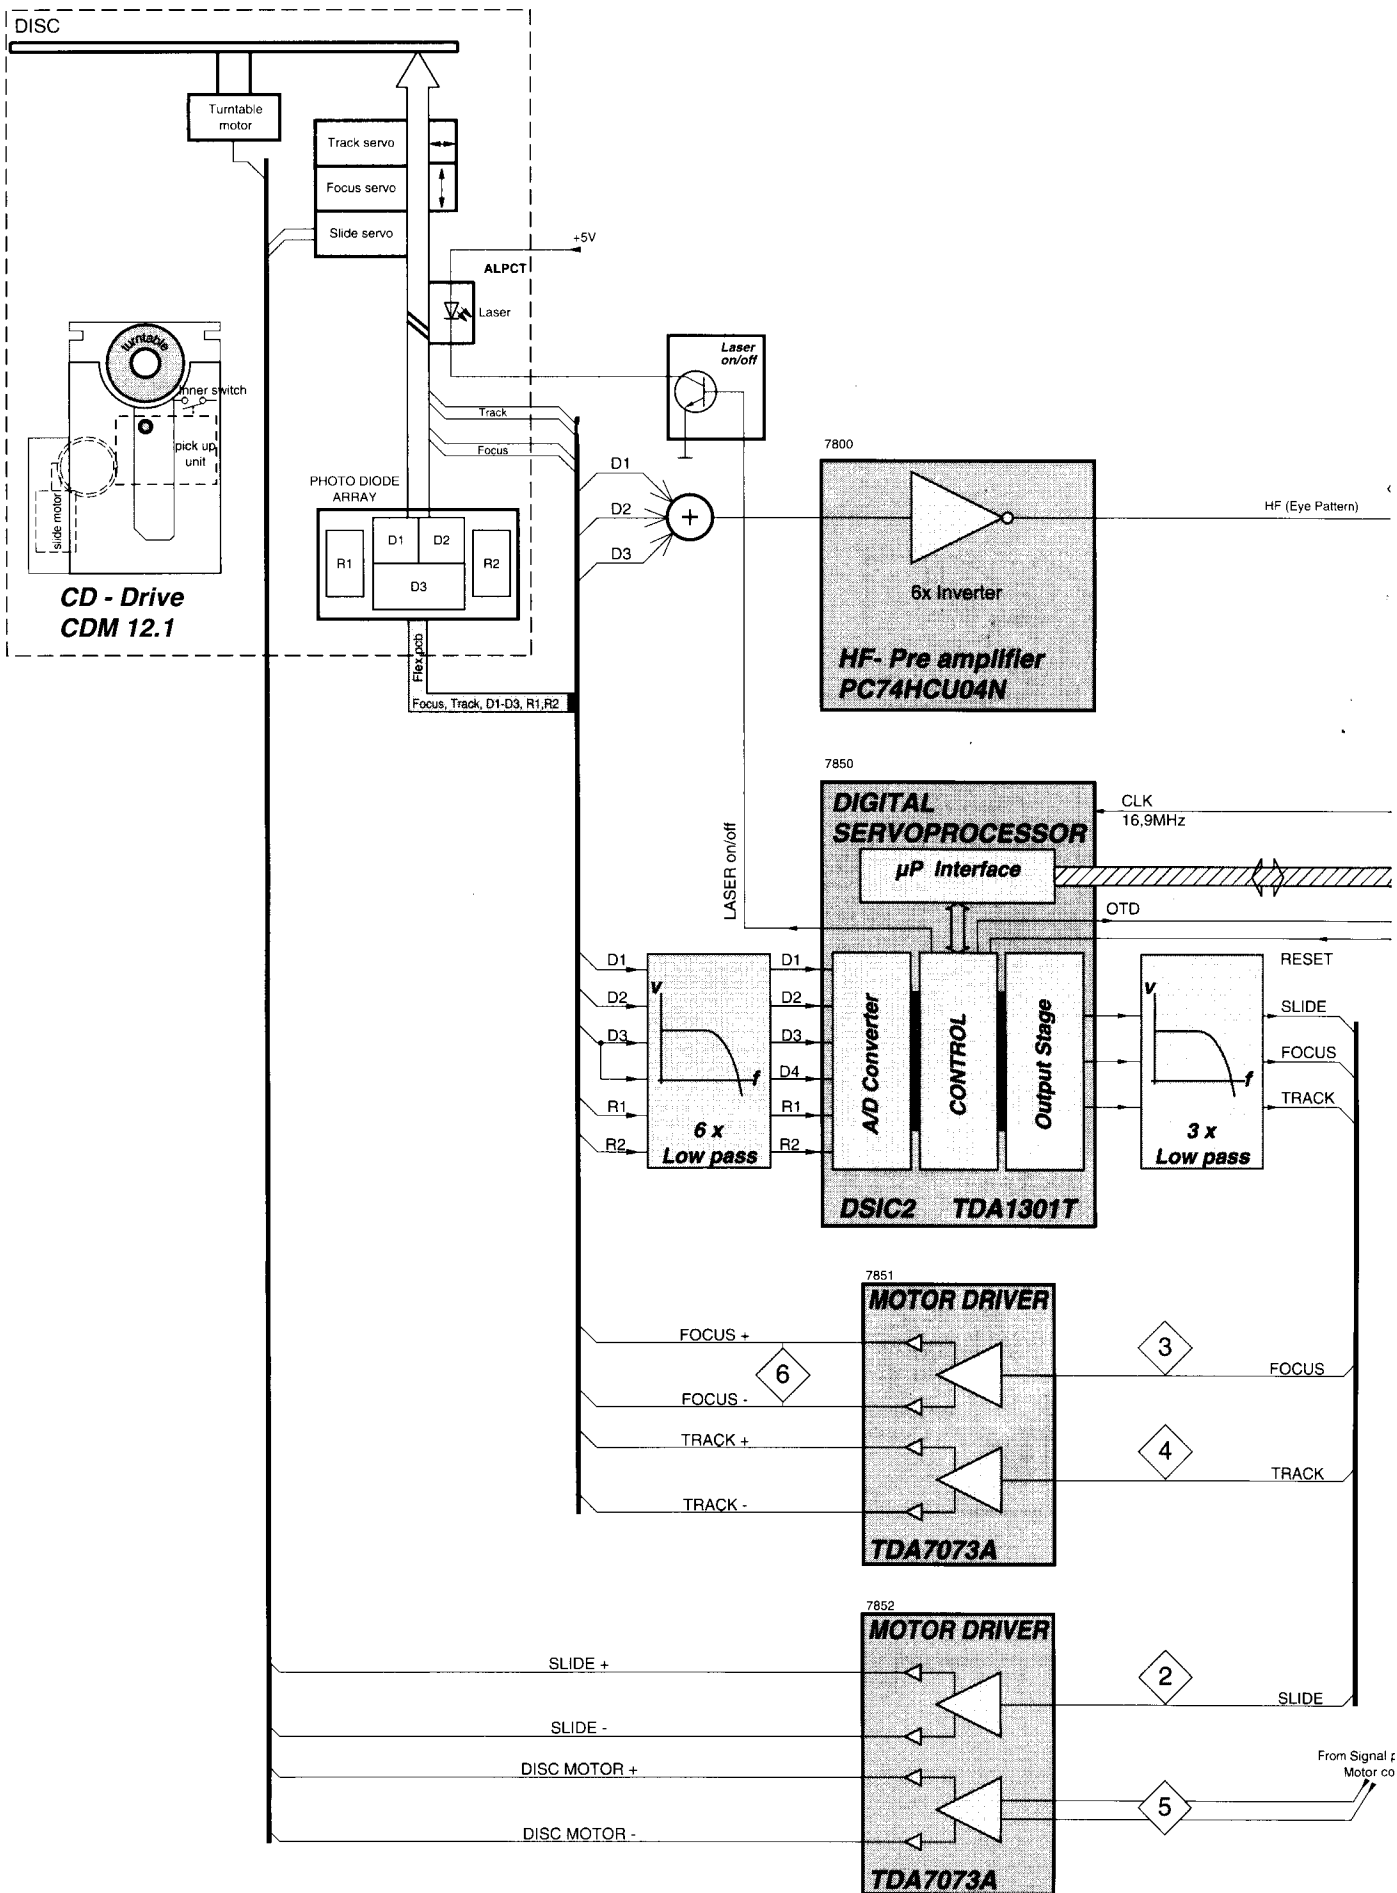 DISC
Turntable
motor
Track servo
Focus servo
Slide servo
+5V
ALPCT
Laser
turntable
Inner switch
pick up
unit
slide motor
CD - Drive
CDM 12.1
Track
Focus
PHOTO DIODE
ARRAY
R1
D1
D2
D3
R2
Flex pcb
Focus, Track, D1-D3, R1,R2
Laser
on/off
D1
D2
D3
+
7800
6x Inverter
HF- Pre amplifier
PC74HCU04N
HF (Eye Pattern)
7850
DIGITAL
SERVOPROCESSOR
µP Interface
CLK
16,9MHz
OTD
RESET
LASER on/off
D1
D2
D3
R1
R2
v
f
6 x
Low pass
D1
D2
D3
D4
R1
R2
A/D Converter
CONTROL
Output Stage
DSIC2 TDA1301T
v
f
3 x
Low pass
SLIDE
FOCUS
TRACK
7851
MOTOR DRIVER
FOCUS +
6
FOCUS -
TRACK +
TRACK -
3
FOCUS
4
TRACK
TDA7073A
7852
MOTOR DRIVER
SLIDE +
SLIDE -
DISC MOTOR +
DISC MOTOR -
2
SLIDE
From Signal
Motor
5
TDA7073A